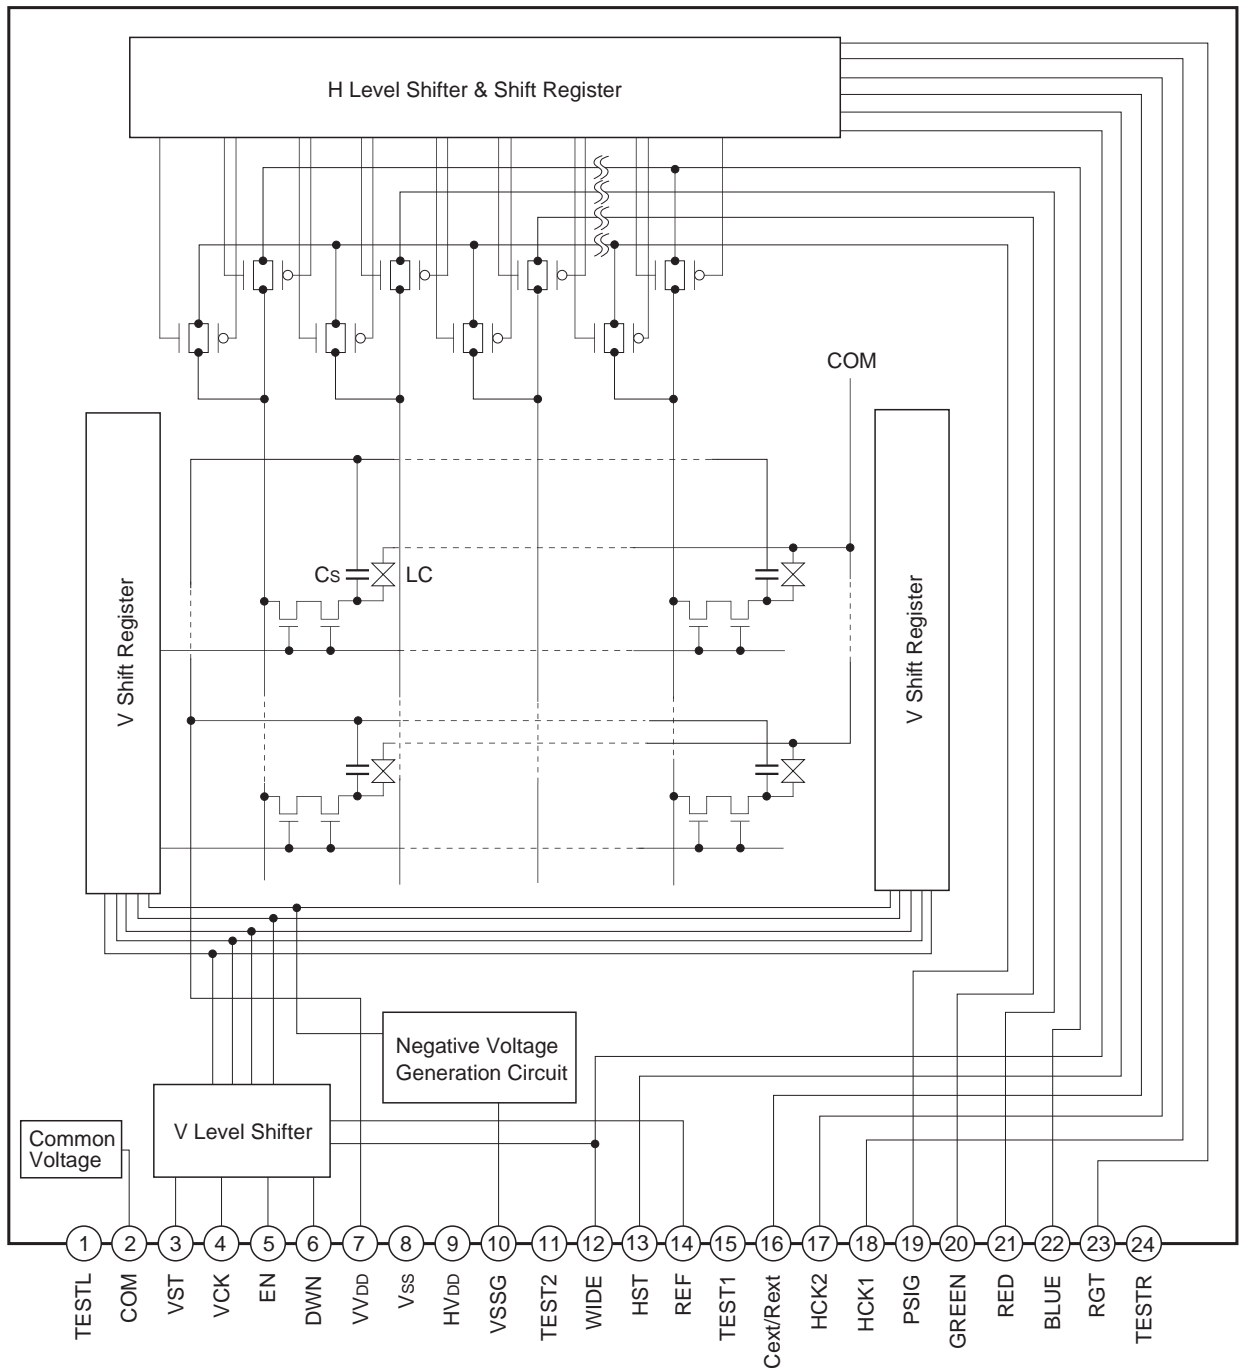 H Level Shifter & Shift Register
COM
V Shift Register
Cs
LC
V Shift Register
Negative Voltage
Generation Circuit
V Level Shifter
Common
Voltage
1
2
3
4
5
6
7
8
9
10
11
12
13
14
15
16
17
18
19
20
21
22
23
24
TESTL
COM
VST
VCK
EN
DWN
VVDD
VSS
HVDD
VSSG
TEST2
WIDE
HST
REF
TEST1
Cext/Rext
HCK2
HCK1
PSIG
GREEN
RED
BLUE
RGT
TESTR